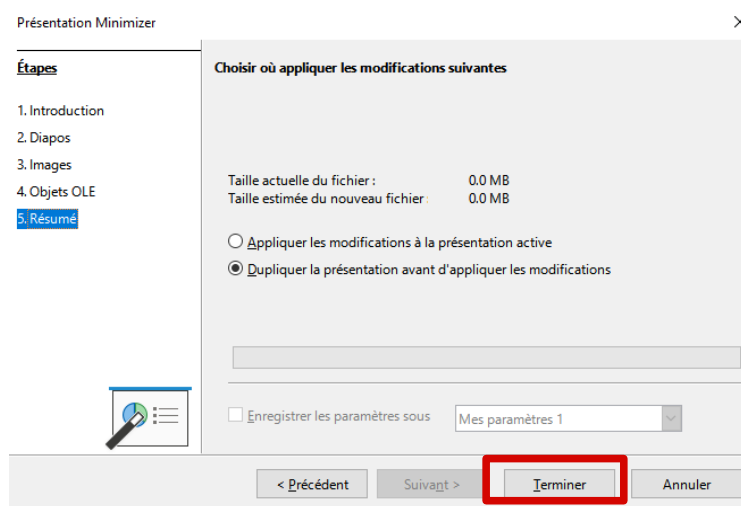 Présentation Minimizer
Étapes
1. Introduction
2. Diapos
3. Images
4. Objets OLE
5. Résumé
Choisir où appliquer les modifications suivantes
Taille actuelle du fichier : 0.0 MB
Taille estimée du nouveau fichier : 0.0 MB
Appliquer les modifications à la présentation active
Dupliquer la présentation avant d'appliquer les modifications
Enregistrer les paramètres sous Mes paramètres 1
< Précédent Suivant > Terminer Annuler